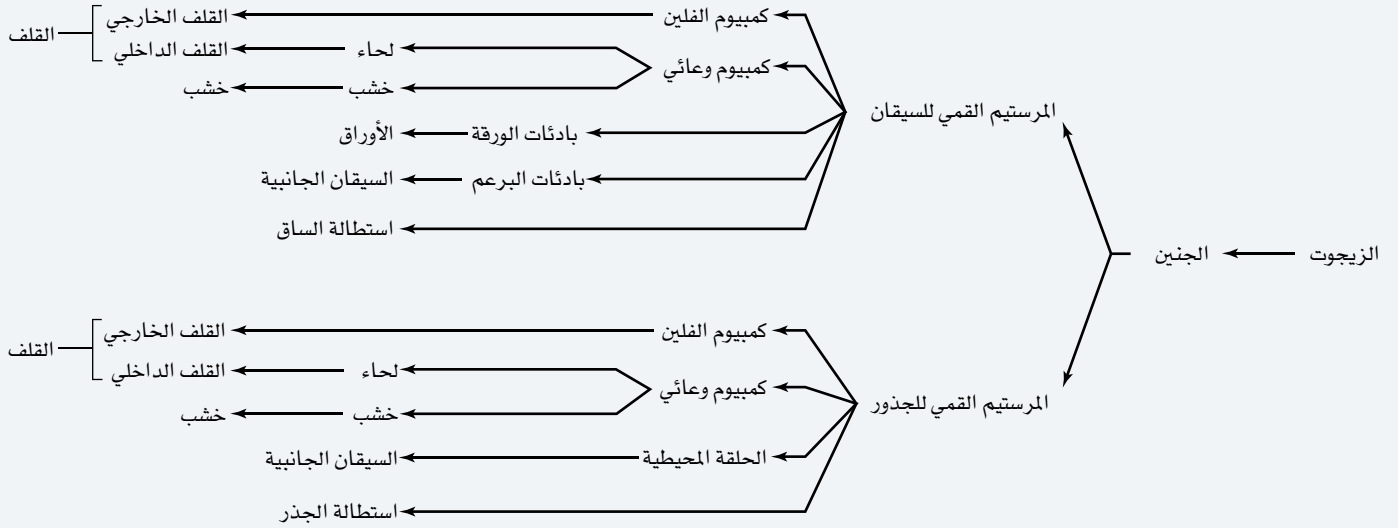 كمبيوم الفلين القلف الخارجي
القلف
لحاء القلف الداخلي
كمبيوم وعائي
خشب خشب
المرستيم القمي للسيقان
بادئات الورقة الأوراق
بادئات البرعم السيقان الجانبية
استطالة الساق
الزيجوت الجنين
كمبيوم الفلين القلف الخارجي
القلف
لحاء القلف الداخلي
كمبيوم وعائي
المرستيم القمي للجذور
خشب خشب
الحلقة المحيطية السيقان الجانبية
استطالة الجذر